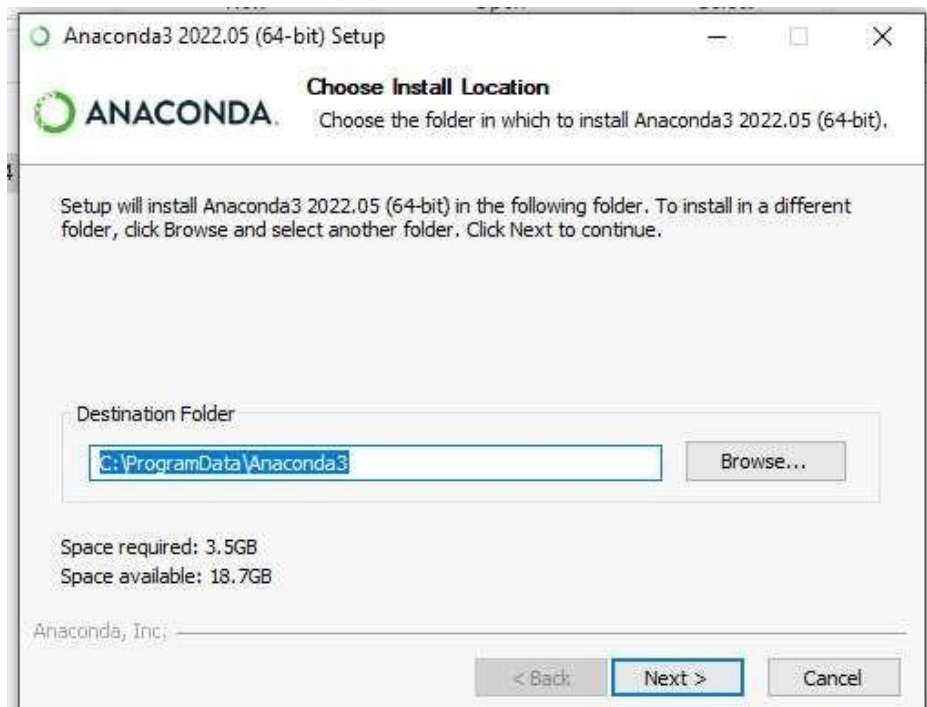 Anaconda3 2022.05 (64-bit) Setup
ANACONDA.
Choose Install Location
Choose the folder in which to install Anaconda3 2022.05 (64-bit).
Setup will install Anaconda3 2022.05 (64-bit) in the following folder. To install in a different
folder, click Browse and select another folder. Click Next to continue.
Destination Folder
C:\ProgramData\Anaconda3
Browse...
Space required: 3.5GB
Space available: 18.7GB
Anaconda, Inc.
< Back
Next >
Cancel